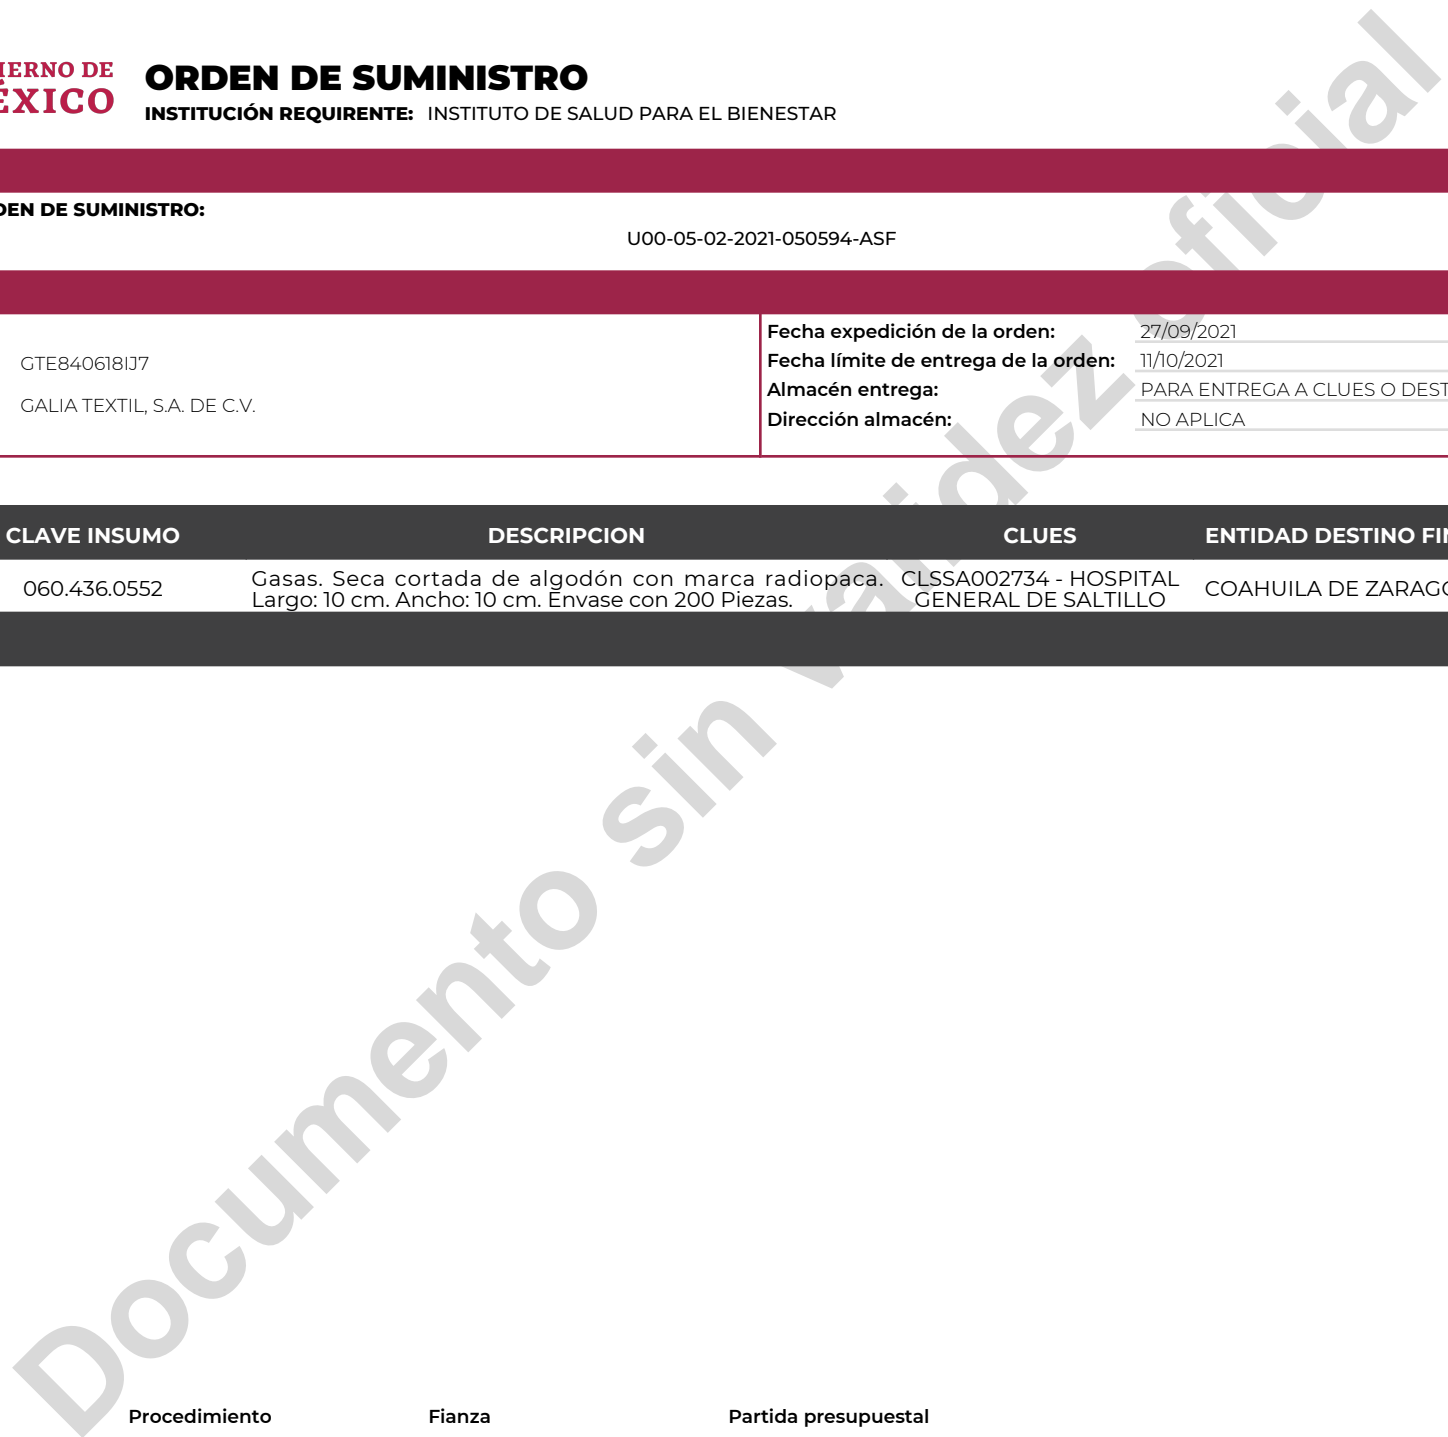 IERNO DE
ÉXICO
ORDEN DE SUMINISTRO
INSTITUCIÓN REQUIRENTE: INSTITUTO DE SALUD PARA EL BIENESTAR
DEN DE SUMINISTRO:
U00-05-02-2021-050594-ASF
GTE840618IJ7
GALIA TEXTIL, S.A. DE C.V.
Fecha expedición de la orden: 27/09/2021
Fecha límite de entrega de la orden: 11/10/2021
Almacén entrega: PARA ENTREGA A CLUES O DEST
Dirección almacén: NO APLICA
CLAVE INSUMO DESCRIPCION CLUES ENTIDAD DESTINO FIN
060.436.0552
Gasas. Seca cortada de algodón con marca radiopaca.
Largo: 10 cm. Ancho: 10 cm. Envase con 200 Piezas.
CLSSA002734 - HOSPITAL
GENERAL DE SALTILLO
COAHUILA DE ZARAGO
Documento sin validez oficial
Procedimiento Fianza Partida presupuestal